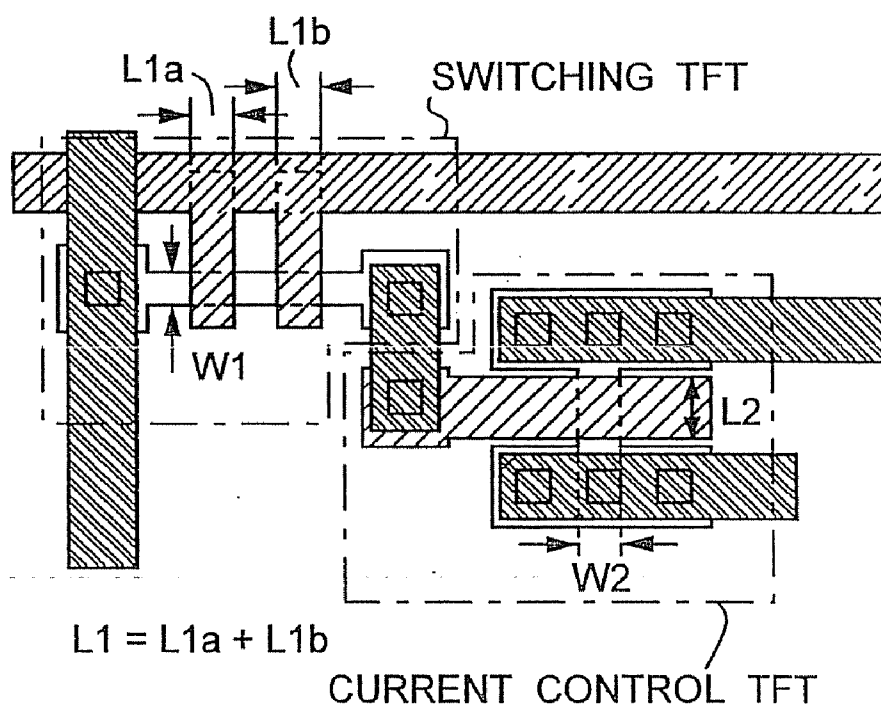 L1b
L1a
SWITCHING TFT
W1
L2
W2
L1 = L1a + L1b
CURRENT CONTROL TFT